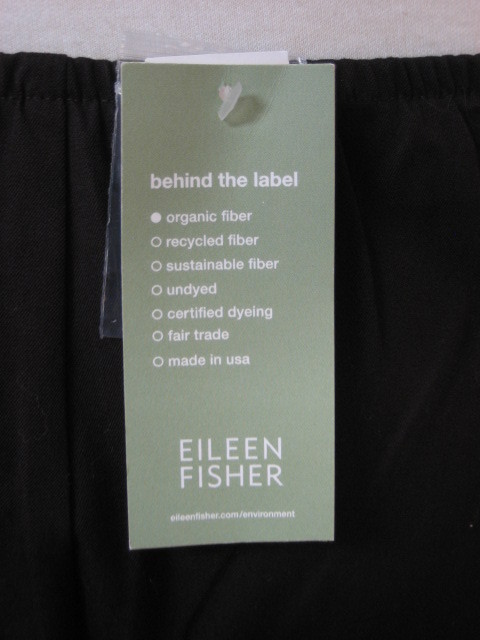 behind the label
organic fiber
recycled fiber
sustainable fiber
undyed
certified dyeing
fair trade
made in usa
EILEEN
FISHER
eileenfisher.com/environment